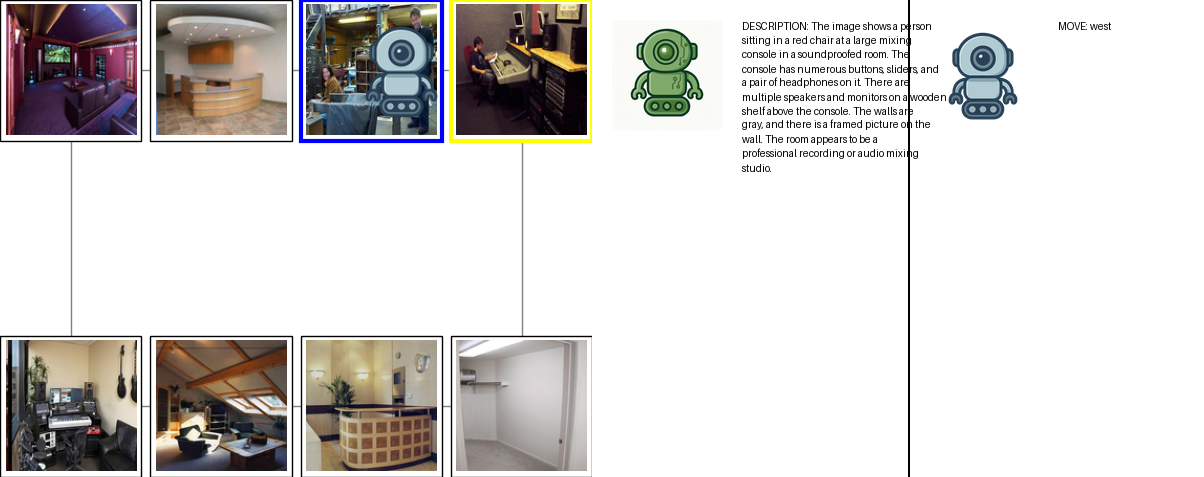 DESCRIPTION: The image shows a person
sitting in a red chair at a large mixing
console in a soundproofed room. The
console has numerous buttons, sliders, and
a pair of headphones on it. There are
multiple speakers and monitors on a wooden
shelf above the console. The walls are
gray, and there is a framed picture on the
wall. The room appears to be a
professional recording or audio mixing
studio.
MOVE: west